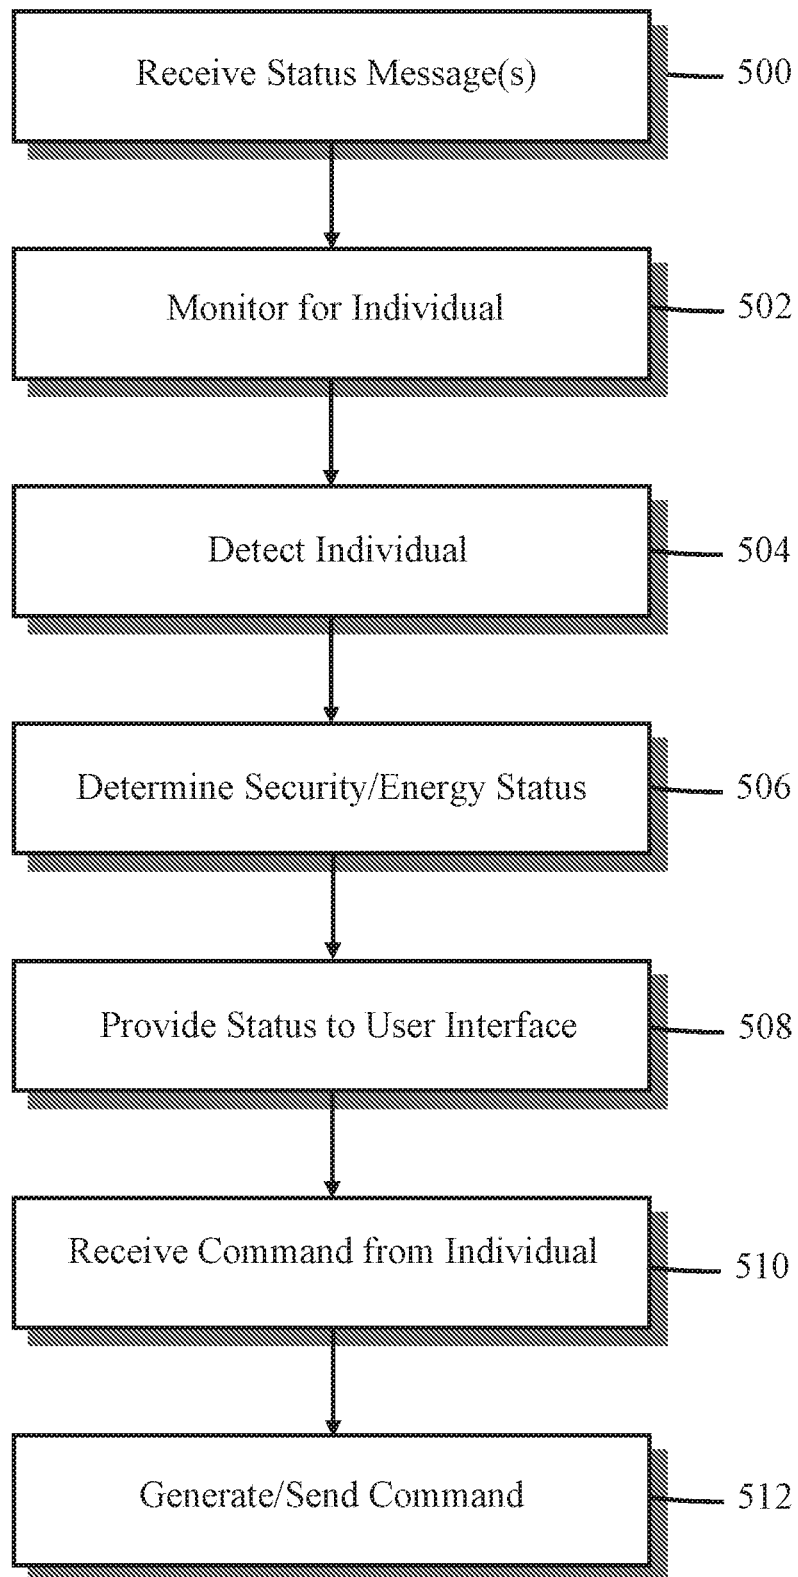 Receive Status Message(s)
500
Monitor for Individual
502
Detect Individual
504
Determine Security/Energy Status
506
Provide Status to User Interface
508
Receive Command from Individual
510
Generate/Send Command
512